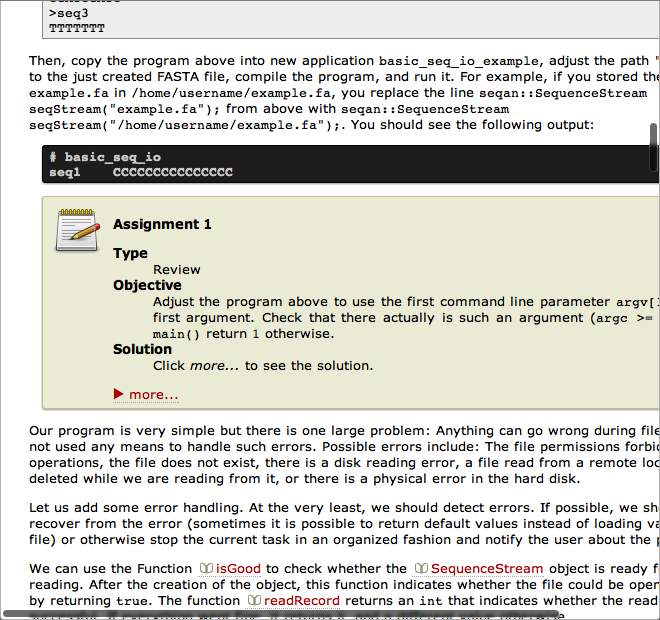 >seq3
TTTTTTT
Then, copy the program above into new application basic_seq_io_example, adjust the path "
to the just created FASTA file, compile the program, and run it. For example, if you stored the
example.fa in /home/username/example.fa, you replace the line seqan::SequenceStream
seqStream("example.fa"); from above with seqan::SequenceStream
seqStream("/home/username/example.fa");. You should see the following output:
# basic_seq_io
seq1    CCCCCCCCCCCCCCC
Assignment 1
Type
Review
Objective
Adjust the program above to use the first command line parameter argv[1
first argument. Check that there actually is such an argument (argc >=
main() return 1 otherwise.
Solution
Click more... to see the solution.
more...
Our program is very simple but there is one large problem: Anything can go wrong during file
not used any means to handle such errors. Possible errors include: The file permissions forbid
operations, the file does not exist, there is a disk reading error, a file read from a remote loc
deleted while we are reading from it, or there is a physical error in the hard disk.
Let us add some error handling. At the very least, we should detect errors. If possible, we sh
recover from the error (sometimes it is possible to return default values instead of loading va
file) or otherwise stop the current task in an organized fashion and notify the user about the p
We can use the Function isGood to check whether the SequenceStream object is ready f
reading. After the creation of the object, this function indicates whether the file could be open
by returning true. The function readRecord returns an int that indicates whether the read